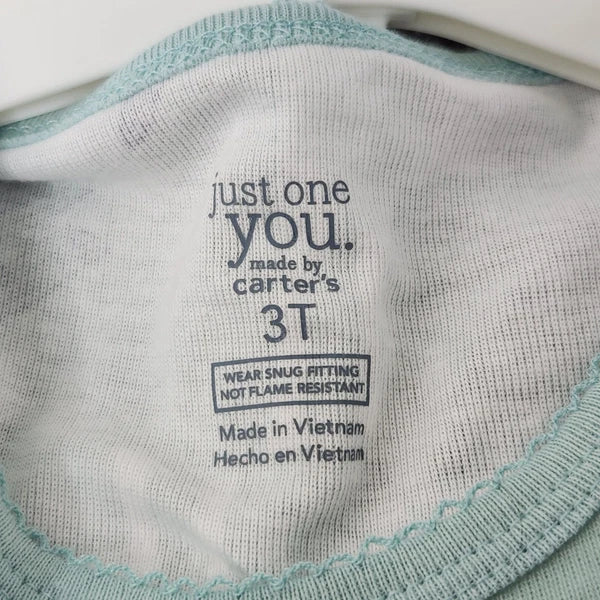 just one
you.
made by
carter's
3T
WEAR SNUG FITTING
NOT FLAME RESISTANT
Made in Vietnam
Hecho en Vietnam